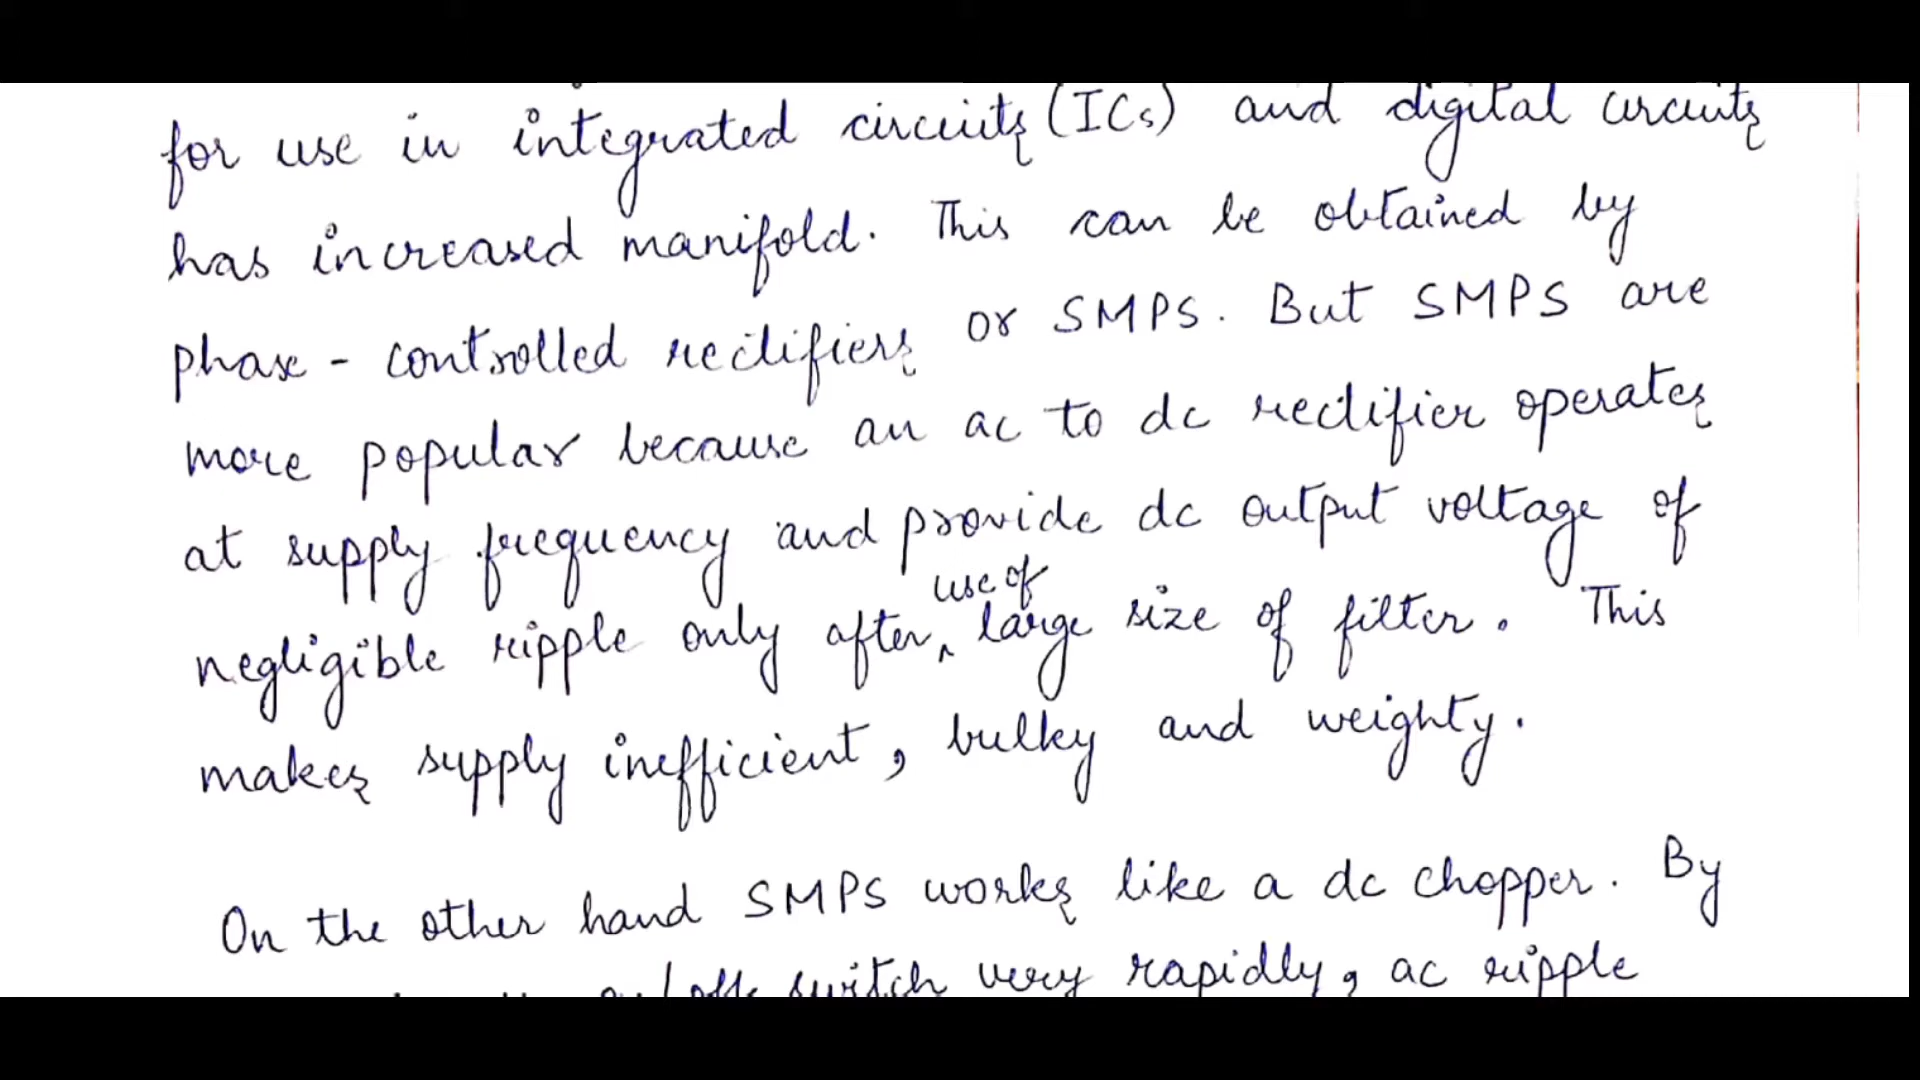 for use in integrated circuits (ICs) and digital circuits
has increased manifold. This can be obtained by
phase - controlled rectifiers or SMPS. But SMPS are
more popular because an ac to dc rectifier operates
at supply frequency and provide dc output voltage of
negligible ripple only after use of large size of filter. This
makes supply inefficient, bulky and weighty.
On the other hand SMPS works like a dc chopper. By
switch very rapidly, ac ripple